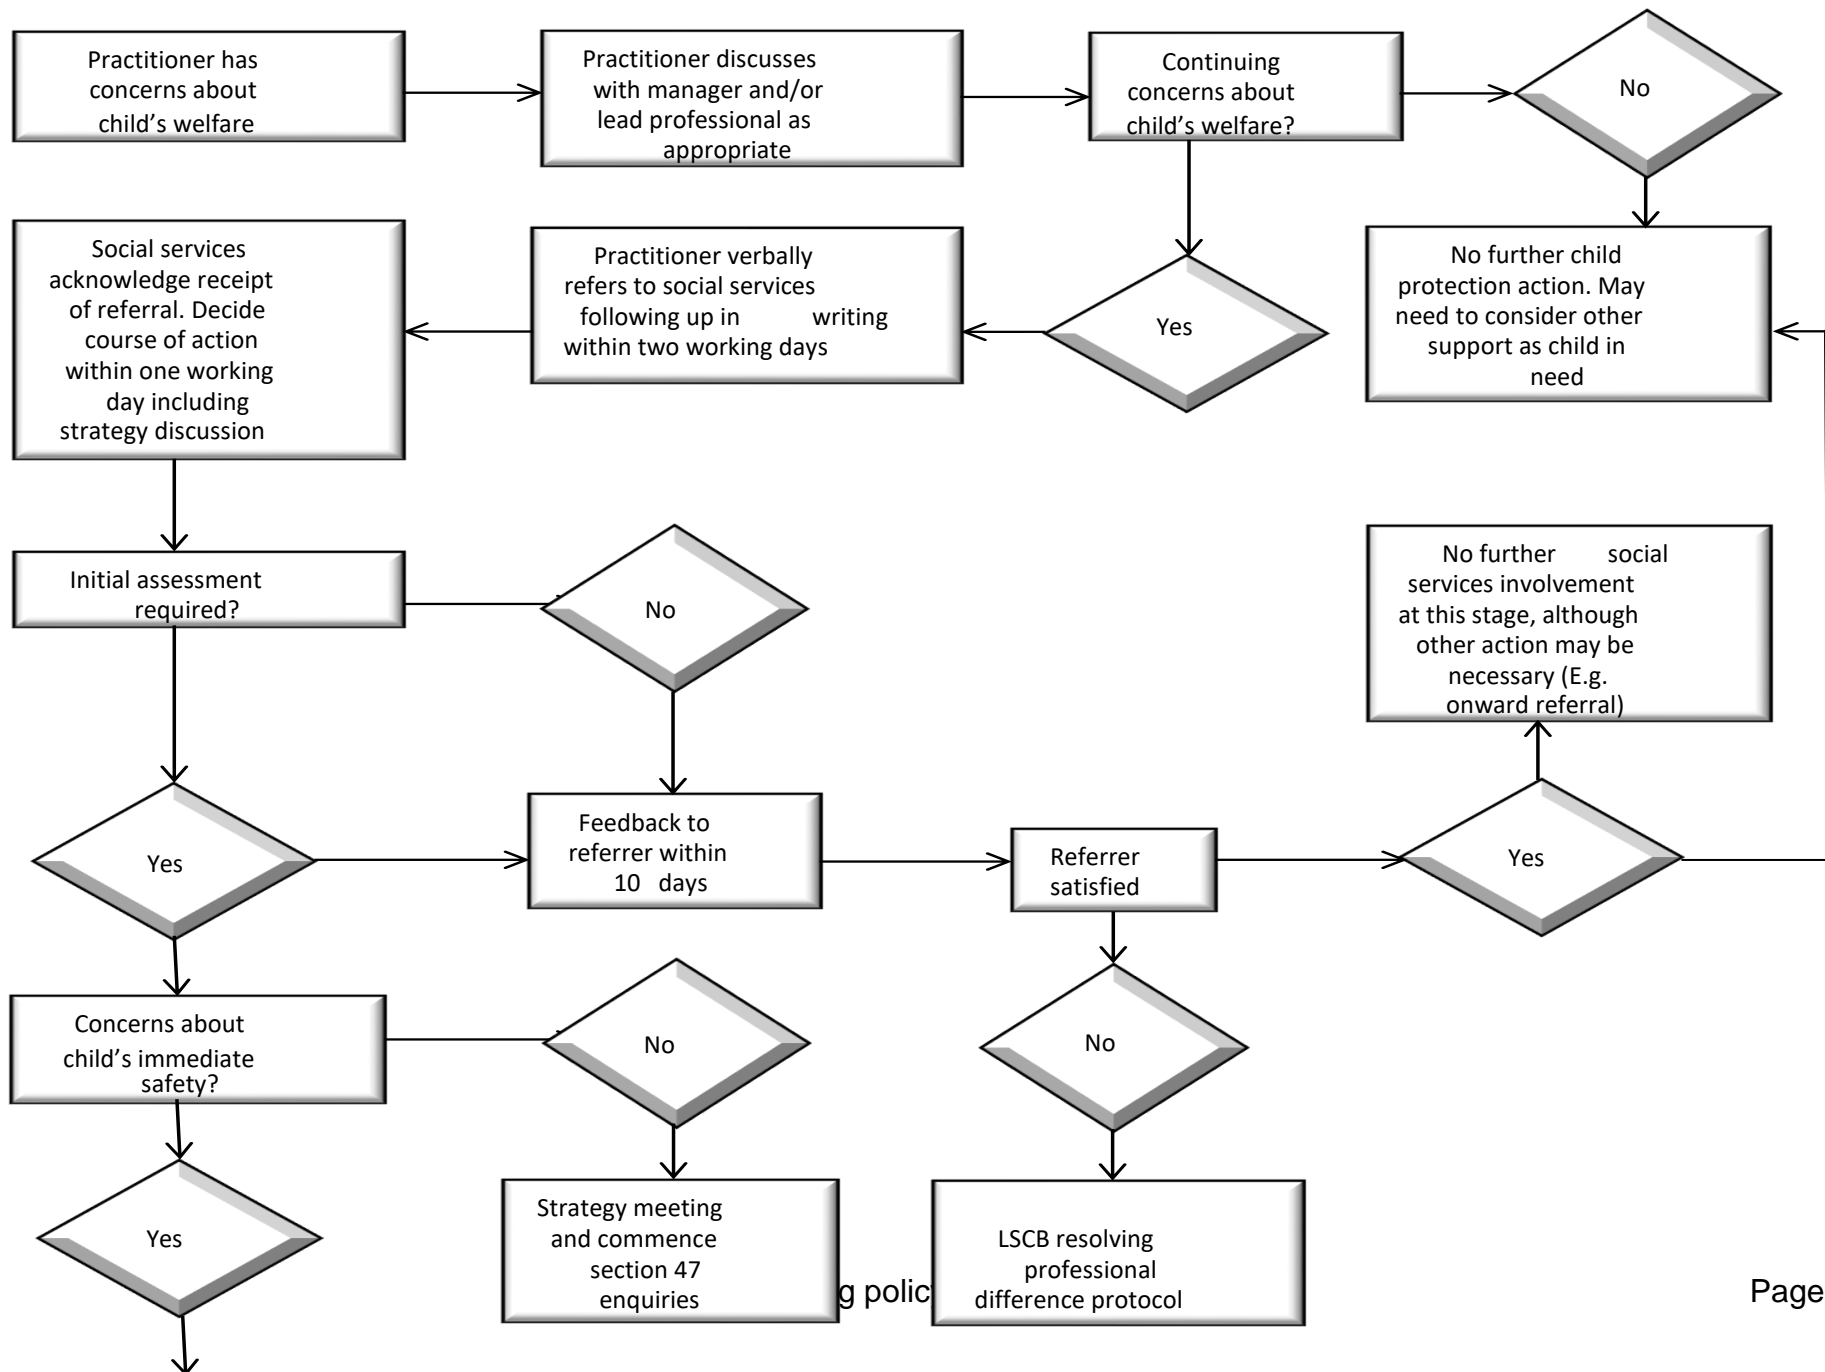 Practitioner has
concerns about
child’s welfare
Practitioner discusses
with manager and/or
lead professional as
appropriate
Continuing
concerns about
child’s welfare?
No
Social services
acknowledge receipt
of referral. Decide
course of action
within one working
day including
strategy discussion
Practitioner verbally
refers to social services
following up in writing
within two working days
Yes
No further child
protection action. May
need to consider other
support as child in
need
Initial assessment
required?
No
No further social
services involvement
at this stage, although
other action may be
necessary (E.g.
onward referral)
Yes
Feedback to
referrer within
10 days
Referrer
satisfied
Yes
Concerns about
child’s immediate
safety?
No
No
Yes
Strategy meeting
and commence
section 47
enquiries
LSCB resolving
professional
difference protocol
g policy
Page